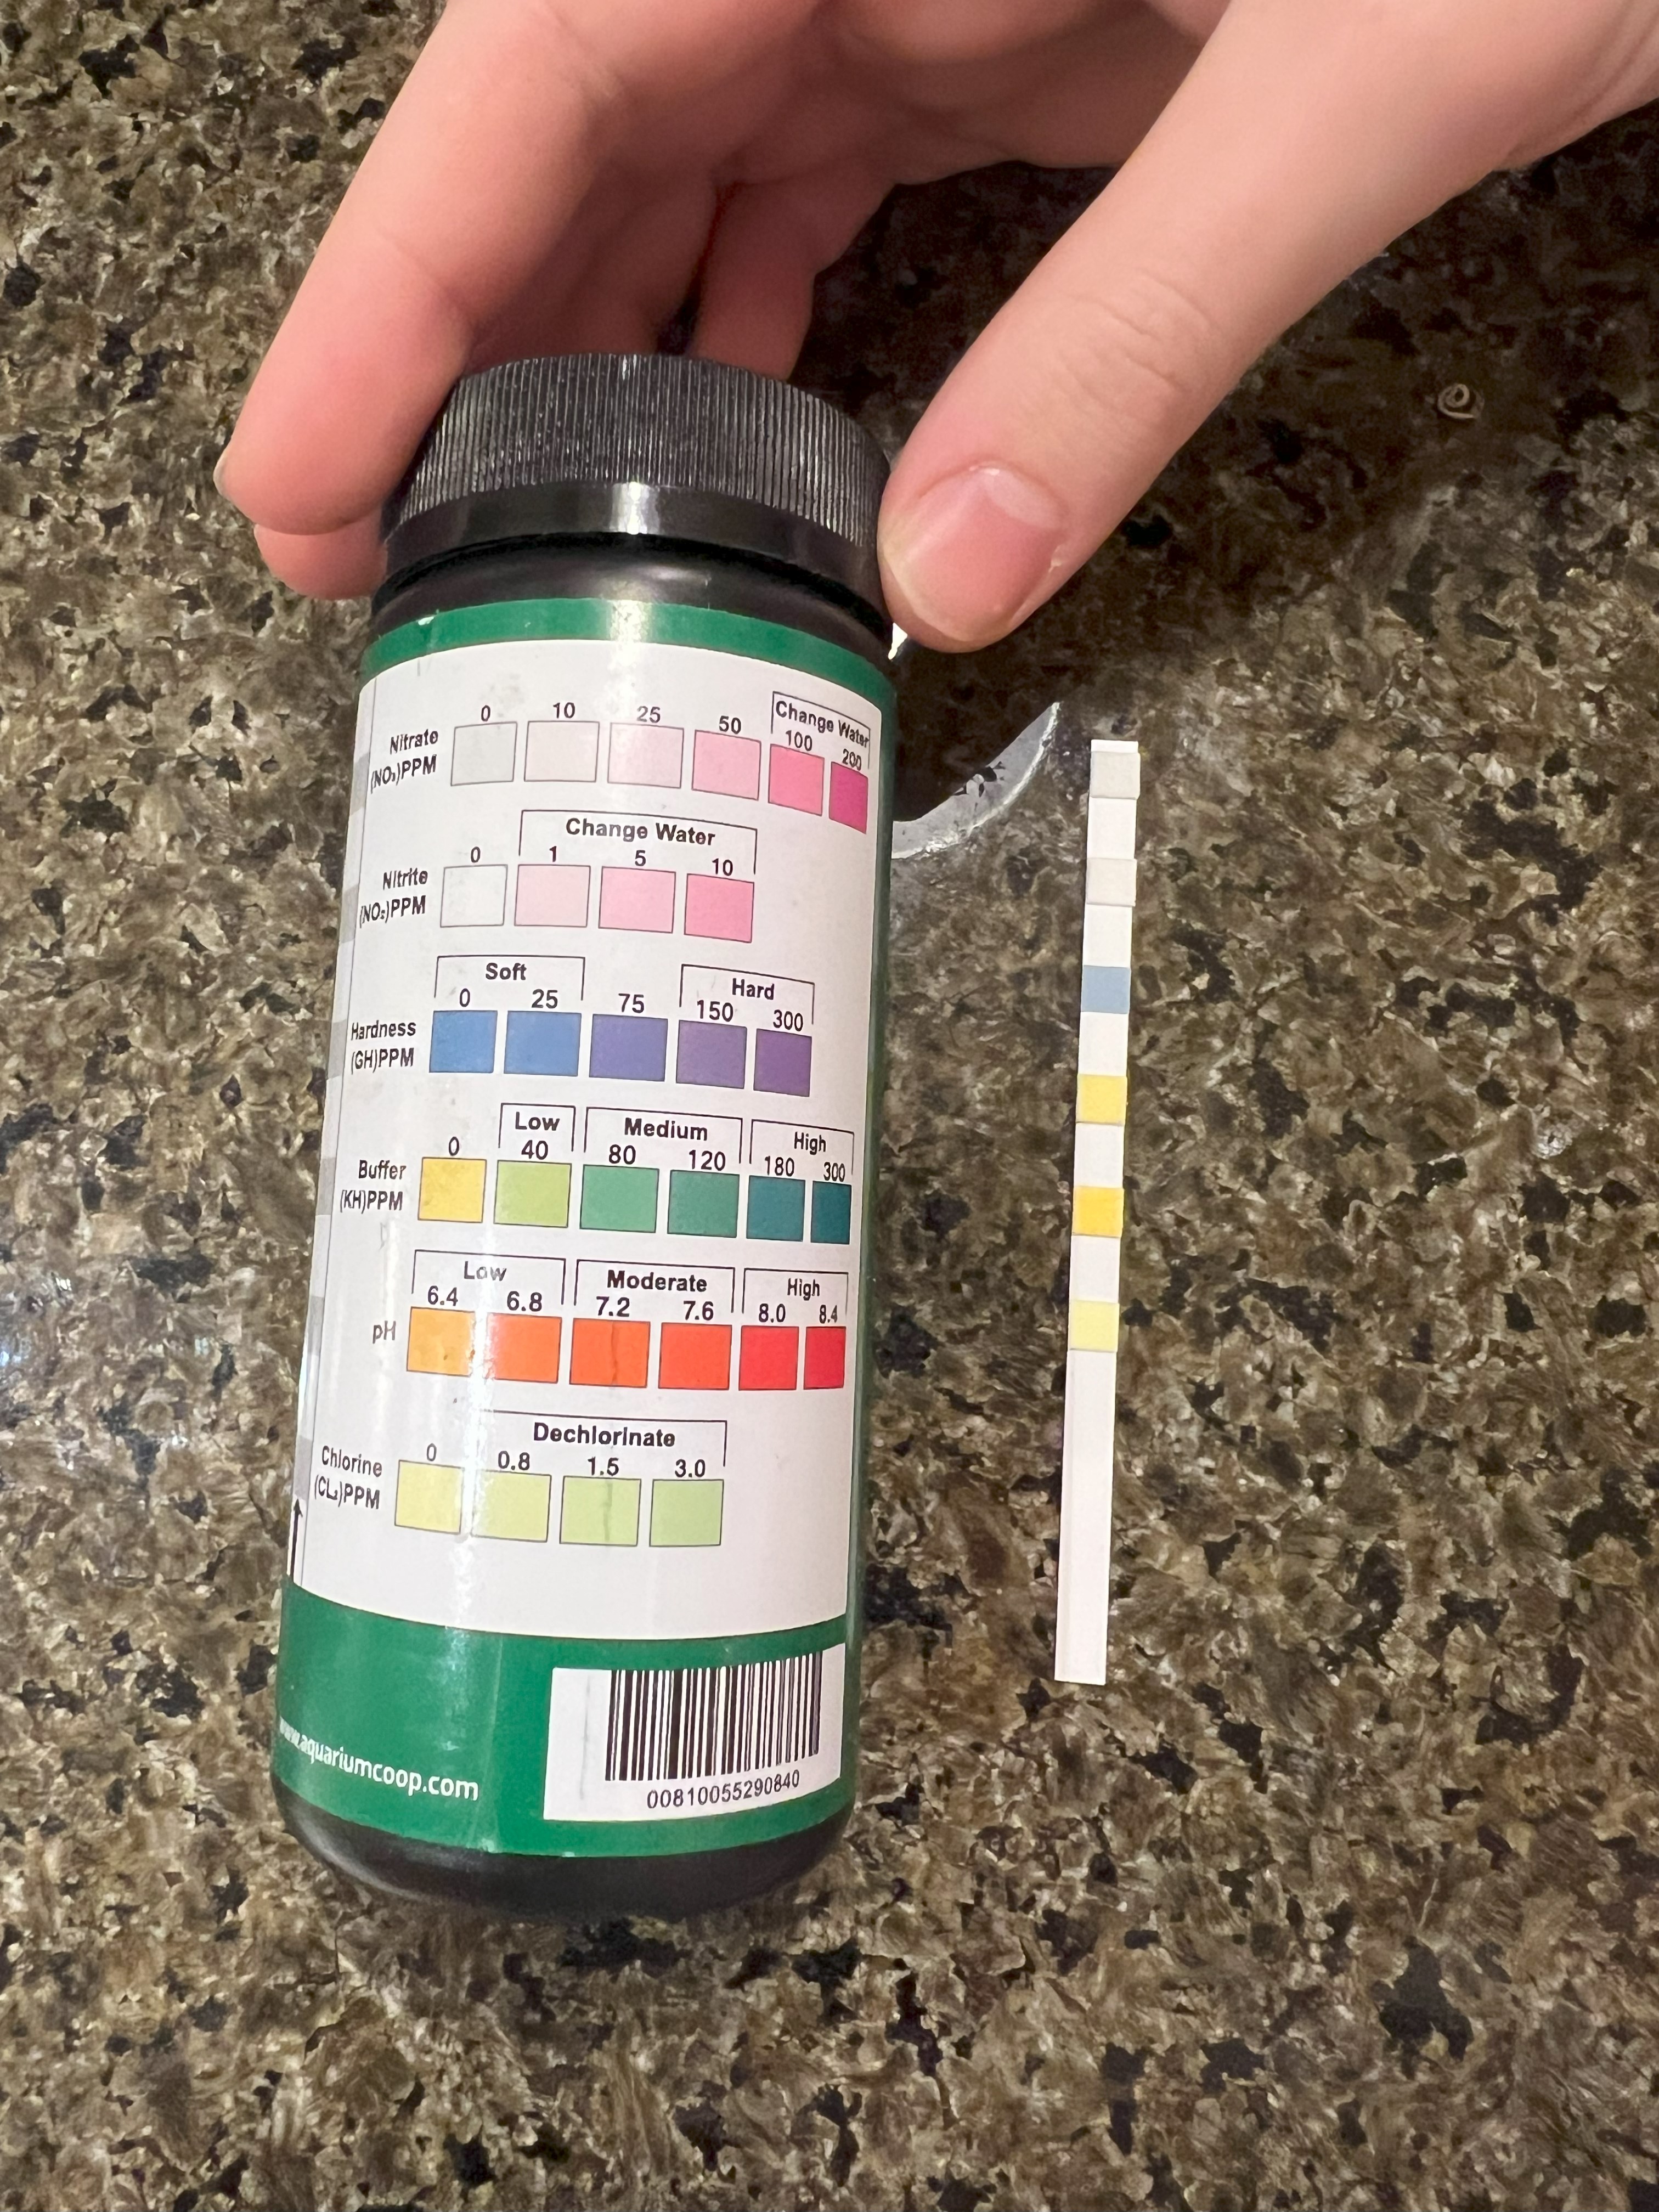 Change Water
0 10 25 50 100 200
Nitrate
(NO₃)PPM
Change Water
0 1 5 10
Nitrite
(NO₂)PPM
Soft Hard
0 25 75 150 300
Hardness
(GH)PPM
Low Medium High
0 40 80 120 180 300
Buffer
(KH)PPM
Low Moderate High
6.4 6.8 7.2 7.6 8.0 8.4
pH
Dechlorinate
0 0.8 1.5 3.0
Chlorine
(CL₂)PPM
www.aquariumcoop.com
00810055290840